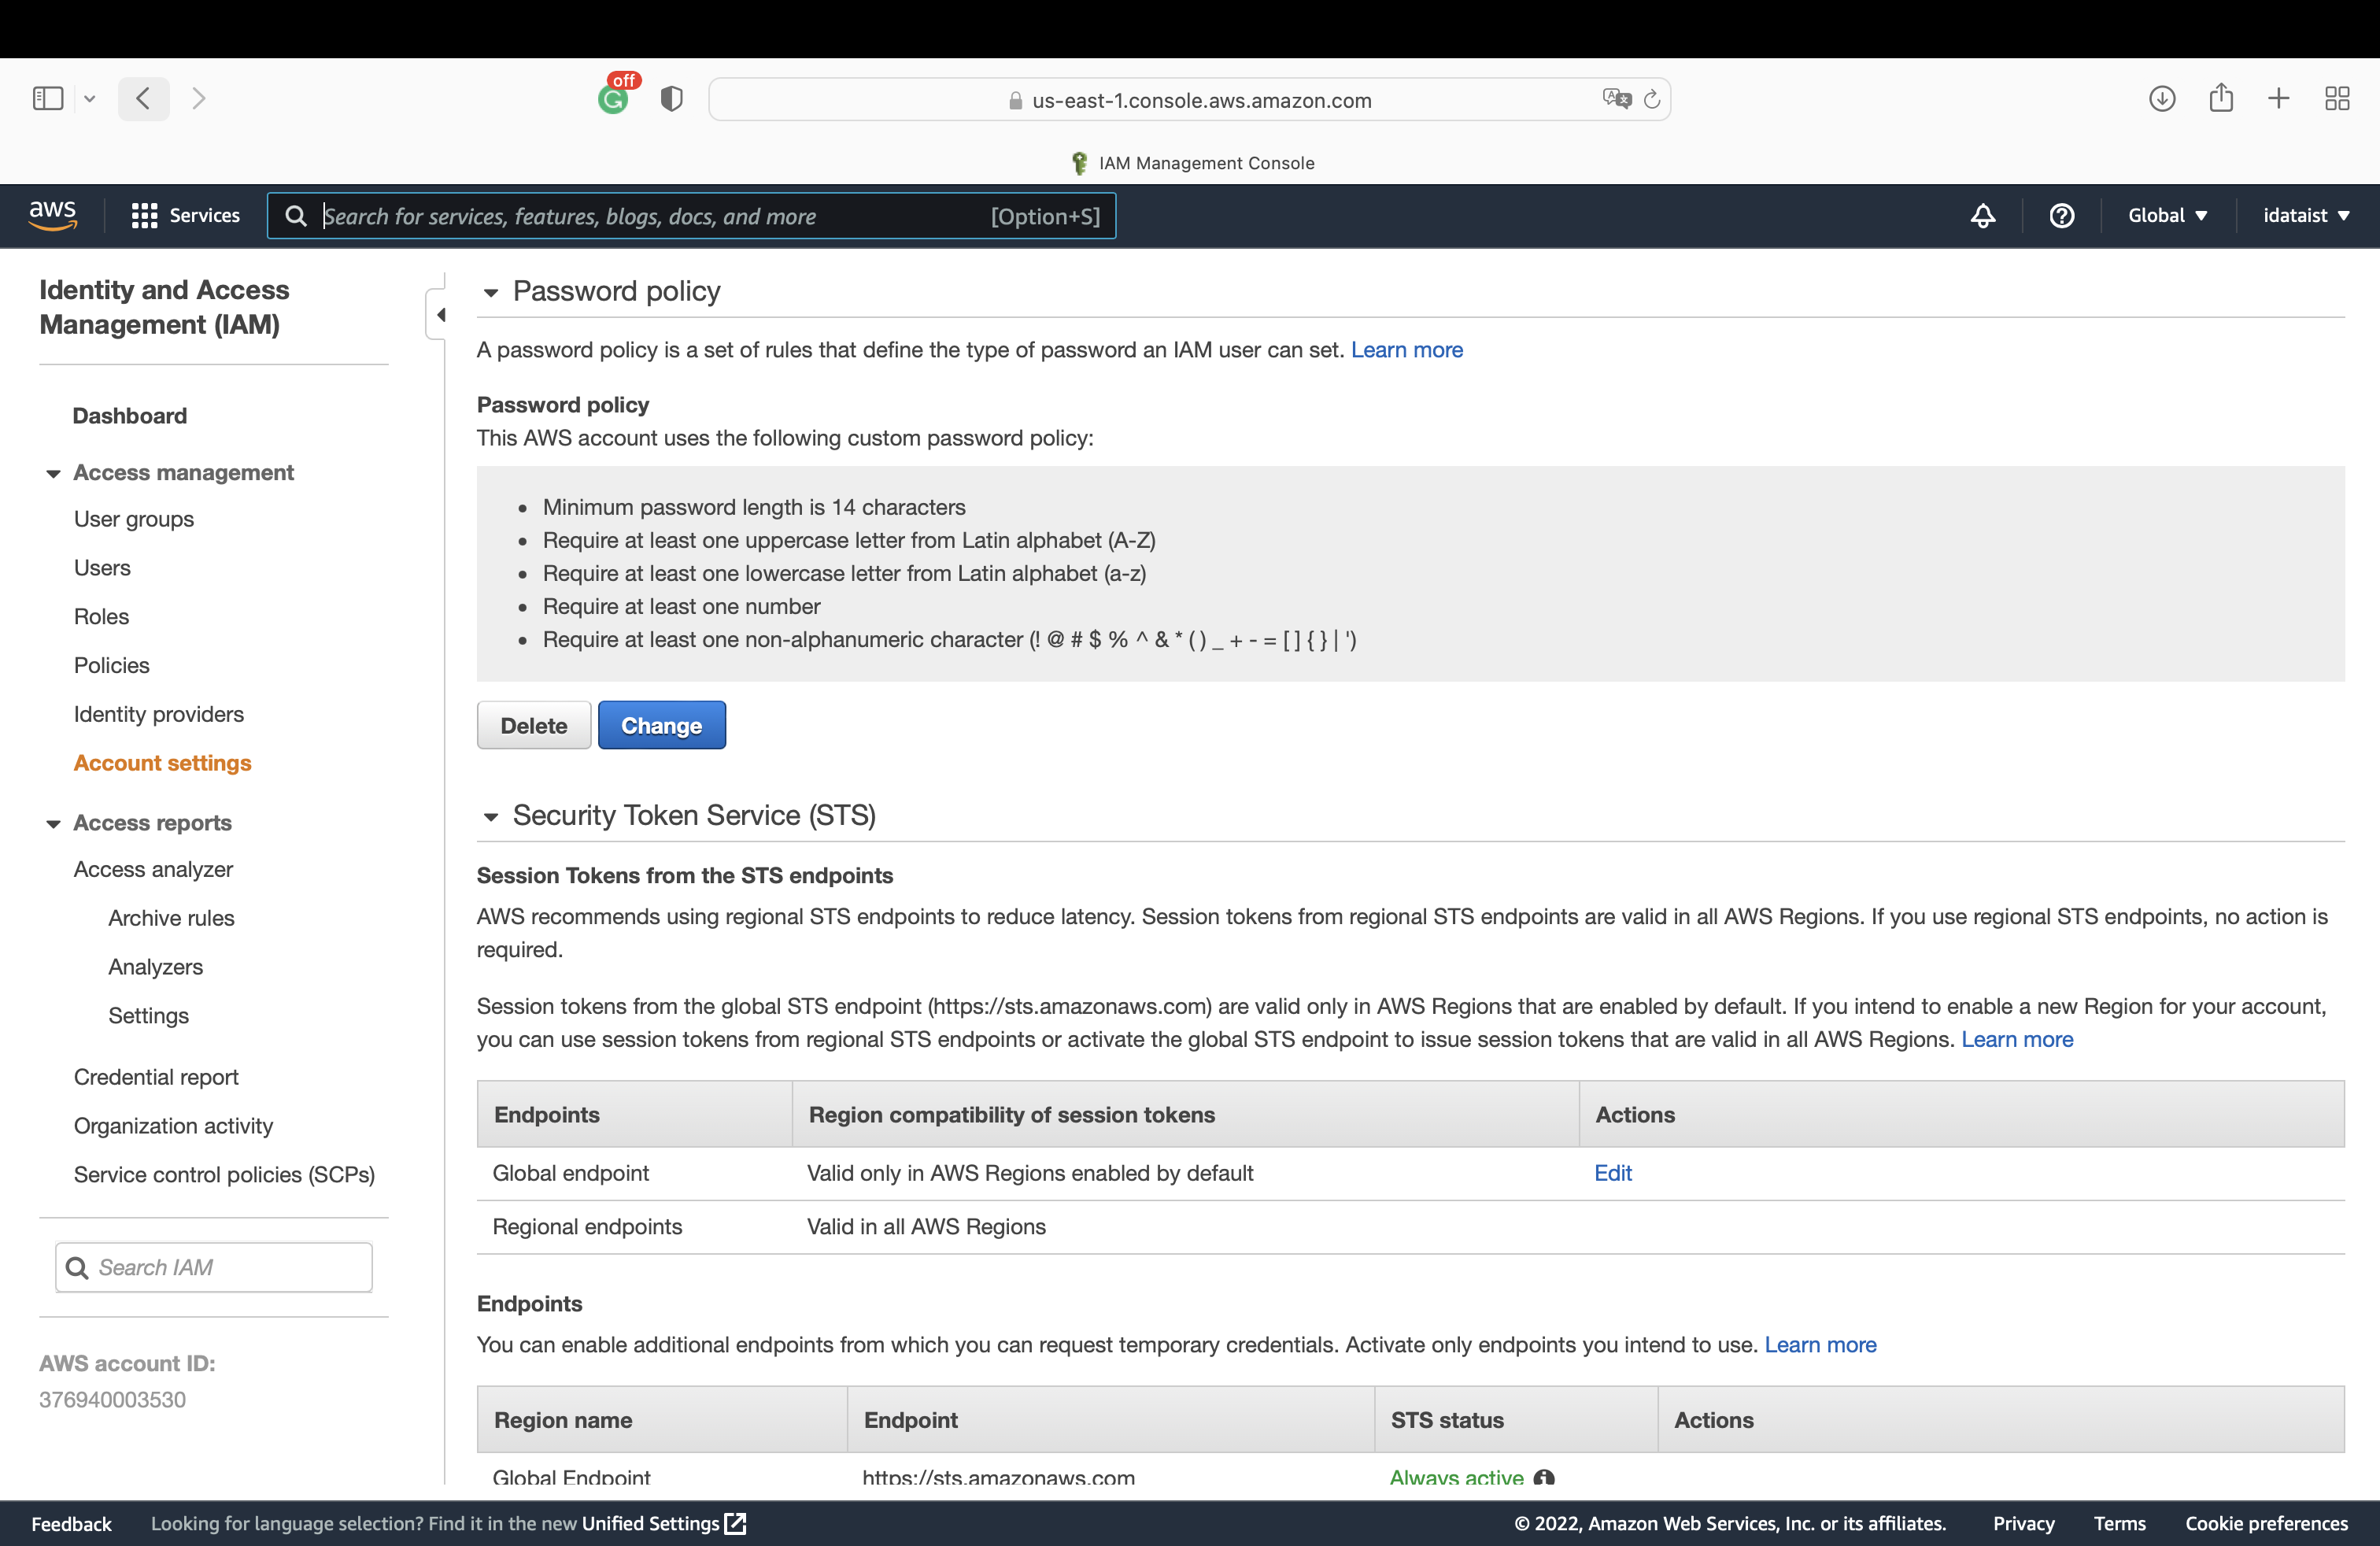 off
us-east-1.console.aws.amazon.com
IAM Management Console
aws
Services
Search for services, features, blogs, docs, and more
[Option+S]
Global ▼
idataist ▼
Identity and Access
Management (IAM)
Dashboard
Access management
User groups
Users
Roles
Policies
Identity providers
Account settings
Access reports
Access analyzer
Archive rules
Analyzers
Settings
Credential report
Organization activity
Service control policies (SCPs)
Search IAM
AWS account ID:
376940003530
Password policy
A password policy is a set of rules that define the type of password an IAM user can set. Learn more
Password policy
This AWS account uses the following custom password policy:
• Minimum password length is 14 characters
• Require at least one uppercase letter from Latin alphabet (A-Z)
• Require at least one lowercase letter from Latin alphabet (a-z)
• Require at least one number
• Require at least one non-alphanumeric character (! @ # $ % ^ & * ( ) _ + - = [ ] { } | ')
Delete
Change
Security Token Service (STS)
Session Tokens from the STS endpoints
AWS recommends using regional STS endpoints to reduce latency. Session tokens from regional STS endpoints are valid in all AWS Regions. If you use regional STS endpoints, no action is
required.
Session tokens from the global STS endpoint (https://sts.amazonaws.com) are valid only in AWS Regions that are enabled by default. If you intend to enable a new Region for your account,
you can use session tokens from regional STS endpoints or activate the global STS endpoint to issue session tokens that are valid in all AWS Regions. Learn more
Endpoints Region compatibility of session tokens Actions
Global endpoint Valid only in AWS Regions enabled by default Edit
Regional endpoints Valid in all AWS Regions
Endpoints
You can enable additional endpoints from which you can request temporary credentials. Activate only endpoints you intend to use. Learn more
Region name Endpoint STS status Actions
Global Endpoint https://sts.amazonaws.com Always active
Feedback
Looking for language selection? Find it in the new Unified Settings
© 2022, Amazon Web Services, Inc. or its affiliates.
Privacy
Terms
Cookie preferences